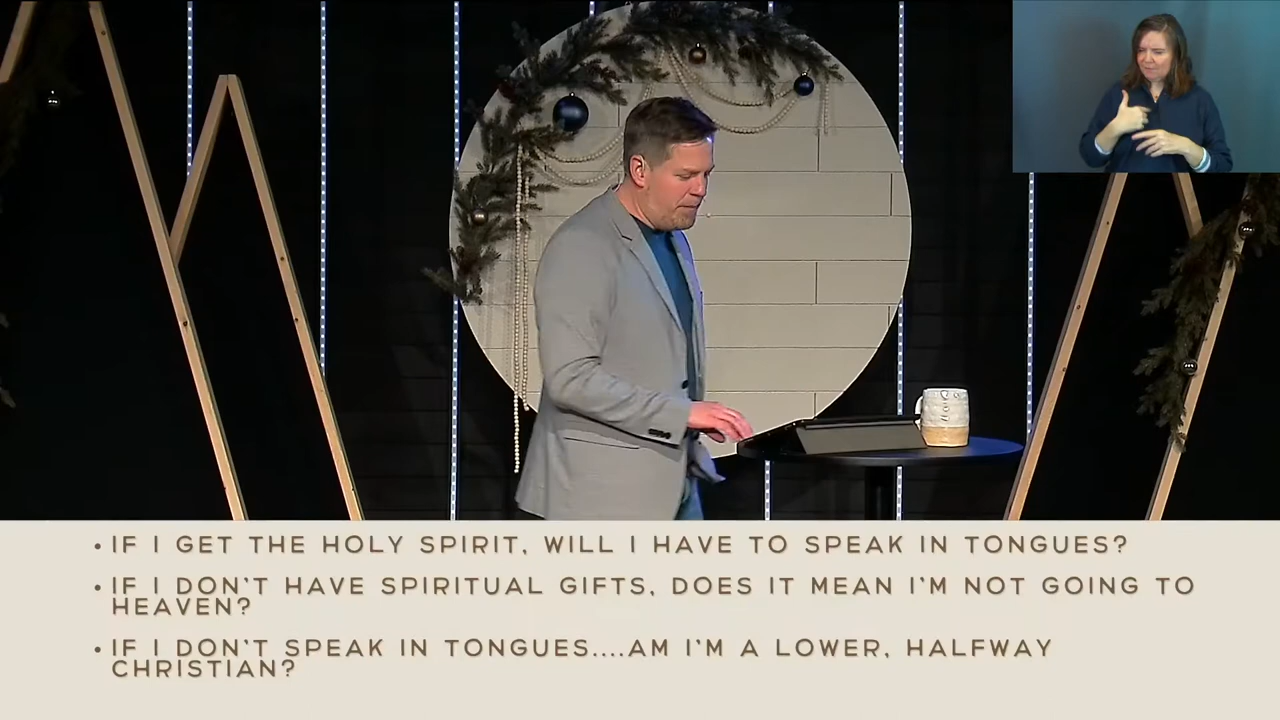 • IF I GET THE HOLY SPIRIT, WILL I HAVE TO SPEAK IN TONGUES?
• IF I DON'T HAVE SPIRITUAL GIFTS, DOES IT MEAN I'M NOT GOING TO
HEAVEN?
• IF I DON'T SPEAK IN TONGUES....AM I'M A LOWER, HALFWAY
CHRISTIAN?